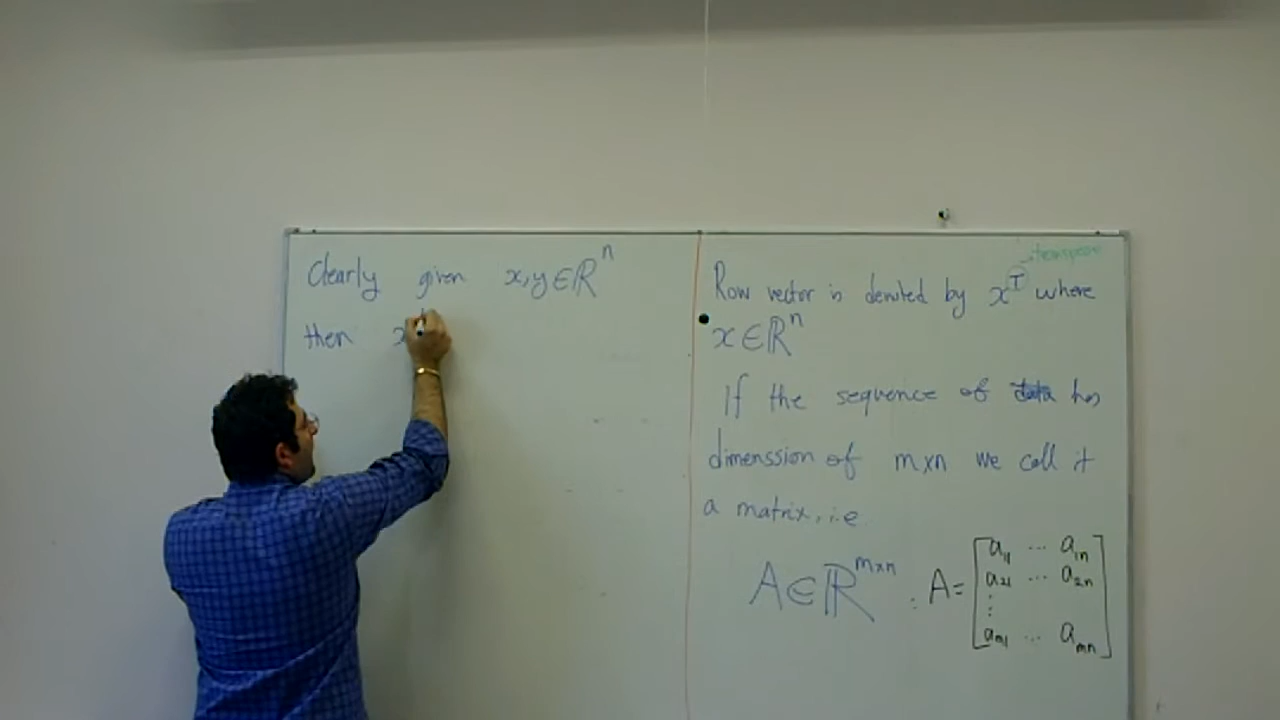 Clearly given x,y∈ℝⁿ
then x
transpose
Row vector is denoted by xᵀ where
x∈ℝⁿ
If the sequence of data has
dimenssion of m×n we call it
a matrix, i.e
A∈ℝᵐˣⁿ : A= [a₁₁ ... a₁ₙ
a₂₁ ... a₂ₙ
⋮
aₘ₁ ... aₘₙ]